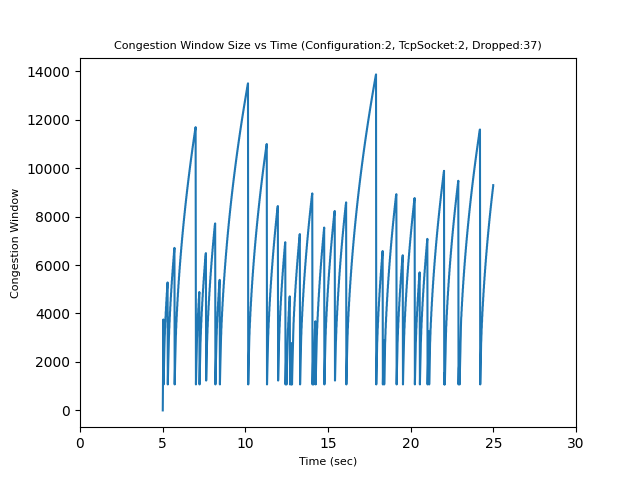 Congestion Window Size vs Time (Configuration:2, TcpSocket:2, Dropped:37)
14000
12000
10000
8000
6000
4000
2000
0
Congestion Window
0 5 10 15 20 25 30
Time (sec)